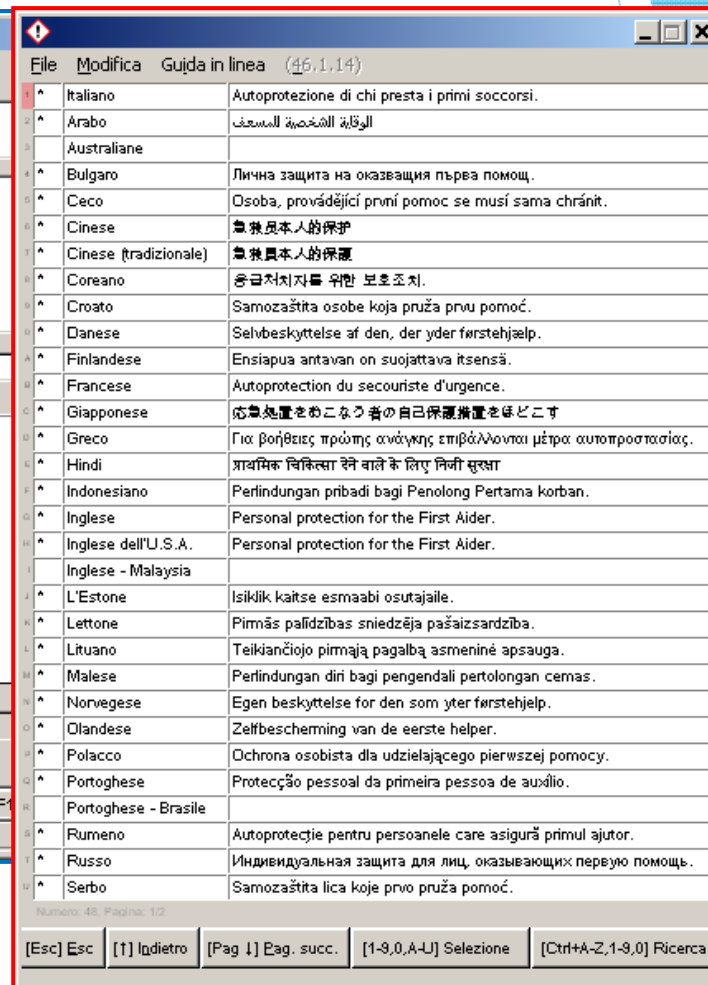 File Modifica Guida in linea (46.1.14)
1 ^ Italiano Autoprotezione di chi presta i primi soccorsi.
2 ^ Arabo الوقاية الشخصية للمسعف
3 Australiane
4 ^ Bulgaro Лична защита на оказващия първа помощ.
5 ^ Ceco Osoba, provádějící první pomoc se musí sama chránit.
6 ^ Cinese 急救员本人的保护
7 ^ Cinese (tradizionale) 急救員本人的保護
8 ^ Coreano 응급처치자를 위한 보호조치.
9 ^ Croato Samozaštita osobe koja pruža prvu pomoć.
0 ^ Danese Selvbeskyttelse af den, der yder førstehjælp.
A ^ Finlandese Ensiapua antavan on suojattava itsensä.
B ^ Francese Autoprotection du secouriste d'urgence.
C ^ Giapponese 応急処置をおこなう者の自己保護措置をほどこす
D ^ Greco Για βοήθειες πρώτης ανάγκης επιβάλλονται μέτρα αυτοπροστασίας.
E ^ Hindi प्राथमिक चिकित्सा देने वाले के लिए निजी सुरक्षा
F ^ Indonesiano Perlindungan pribadi bagi Penolong Pertama korban.
G ^ Inglese Personal protection for the First Aider.
H ^ Inglese dell'U.S.A. Personal protection for the First Aider.
I Inglese - Malaysia
J ^ L'Estone Isiklik kaitse esmaabi osutajaile.
K ^ Lettone Pirmās palīdzības sniedzēja pašaizsardzība.
L ^ Lituano Teikiančiojo pirmąją pagalbą asmeninė apsauga.
M ^ Malese Perlindungan diri bagi pengendali pertolongan cemas.
N ^ Norvegese Egen beskyttelse for den som yter førstehjelp.
O ^ Olandese Zelfbescherming van de eerste helper.
P ^ Polacco Ochrona osobista dla udzielającego pierwszej pomocy.
Q ^ Portoghese Protecção pessoal da primeira pessoa de auxílio.
R Portoghese - Brasile
S ^ Rumeno Autoprotecţie pentru persoanele care asigură primul ajutor.
T ^ Russo Индивидуальная защита для лиц, оказывающих первую помощь.
U ^ Serbo Samozaštita lica koje prvo pruža pomoć.
Numero: 48, Pagina: 1/2
[Esc] Esc [↑] Indietro [Pag ↓] Pag. succ. [1-9,0,A-U] Selezione [Ctrl+A-Z,1-9,0] Ricerca